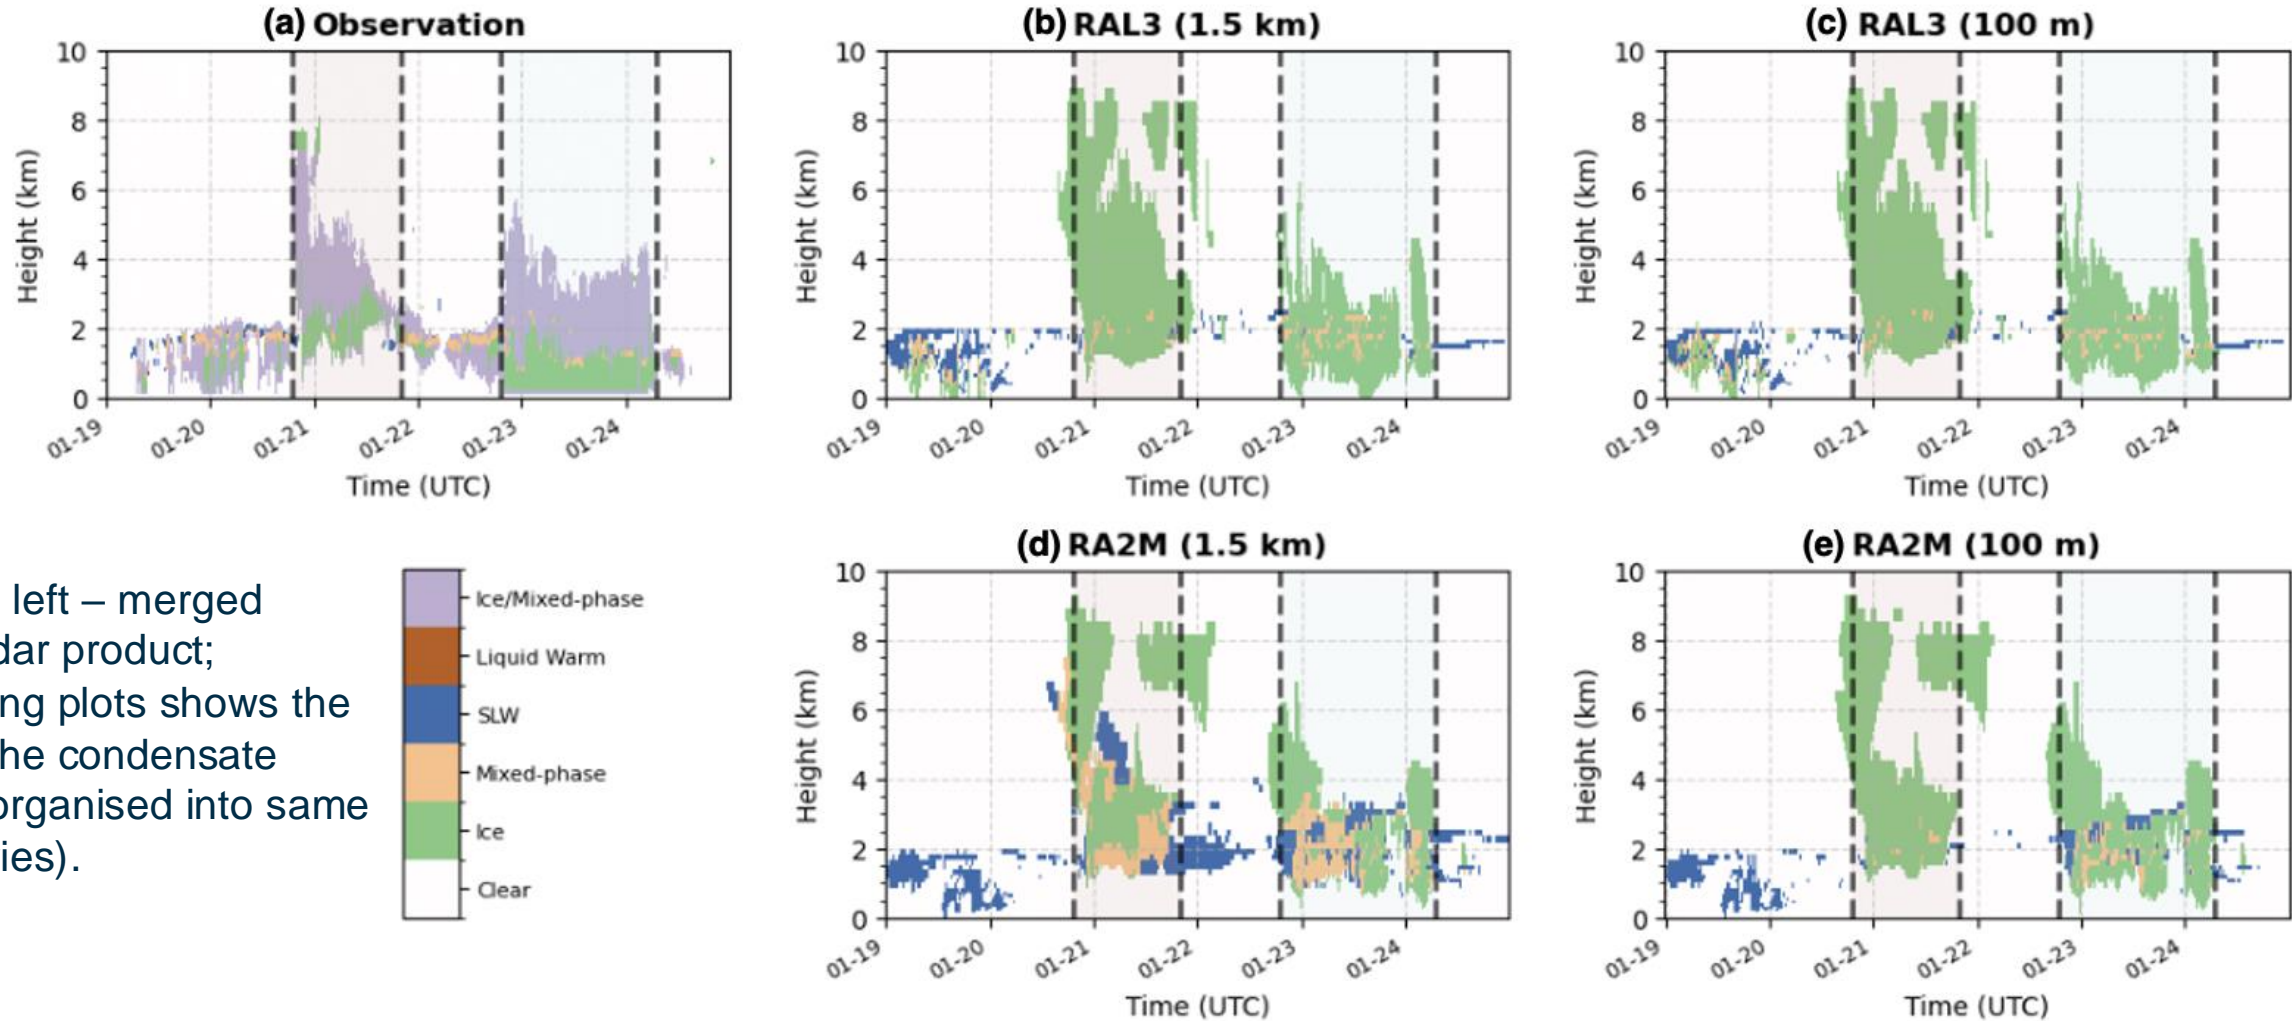 (a) Observation
10
8
6
4
2
0
Height (km)
01-19
01-20
01-21
01-22
01-23
01-24
Time (UTC)
(b) RAL3 (1.5 km)
10
8
6
4
2
0
Height (km)
01-19
01-20
01-21
01-22
01-23
01-24
Time (UTC)
(c) RAL3 (100 m)
10
8
6
4
2
0
Height (km)
01-19
01-20
01-21
01-22
01-23
01-24
Time (UTC)
left – merged
dar product;
ng plots shows the
he condensate
organised into same
ies).
Ice/Mixed-phase
Liquid Warm
SLW
Mixed-phase
Ice
Clear
(d) RA2M (1.5 km)
10
8
6
4
2
0
Height (km)
01-19
01-20
01-21
01-22
01-23
01-24
Time (UTC)
(e) RA2M (100 m)
10
8
6
4
2
0
Height (km)
01-19
01-20
01-21
01-22
01-23
01-24
Time (UTC)